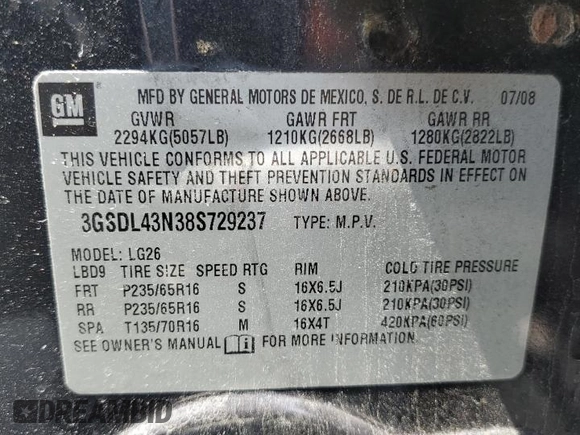 GM
MFD BY GENERAL MOTORS DE MEXICO, S. DE R.L. DE C.V. 07/08
GVWR GAWR FRT GAWR RR
2294KG(5057LB) 1210KG(2668LB) 1280KG(2822LB)
THIS VEHICLE CONFORMS TO ALL APPLICABLE U.S. FEDERAL MOTOR
VEHICLE SAFETY AND THEFT PREVENTION STANDARDS IN EFFECT ON
THE DATE OF MANUFACTURE SHOWN ABOVE.
3GSDL43N38S729237 TYPE: M.P.V.
MODEL: LG26
LBD9 TIRE SIZE SPEED RTG RIM COLD TIRE PRESSURE
FRT P235/65R16 S 16X6.5J 210KPA(30PSI)
RR P235/65R16 S 16X6.5J 210KPA(30PSI)
SPA T135/70R16 M 16X4T 420KPA(60PSI)
SEE OWNER'S MANUAL i FOR MORE INFORMATION.
DREAMBID